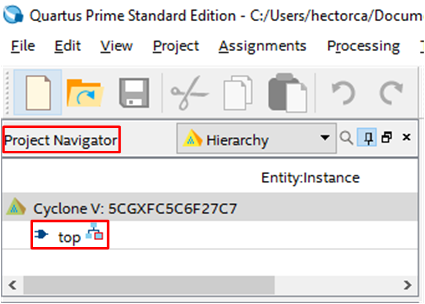 Quartus Prime Standard Edition - C:/Users/hectorca/Docum
File Edit View Project Assignments Processing
Project Navigator Hierarchy
Entity:Instance
Cyclone V: 5CGXFC5C6F27C7
top